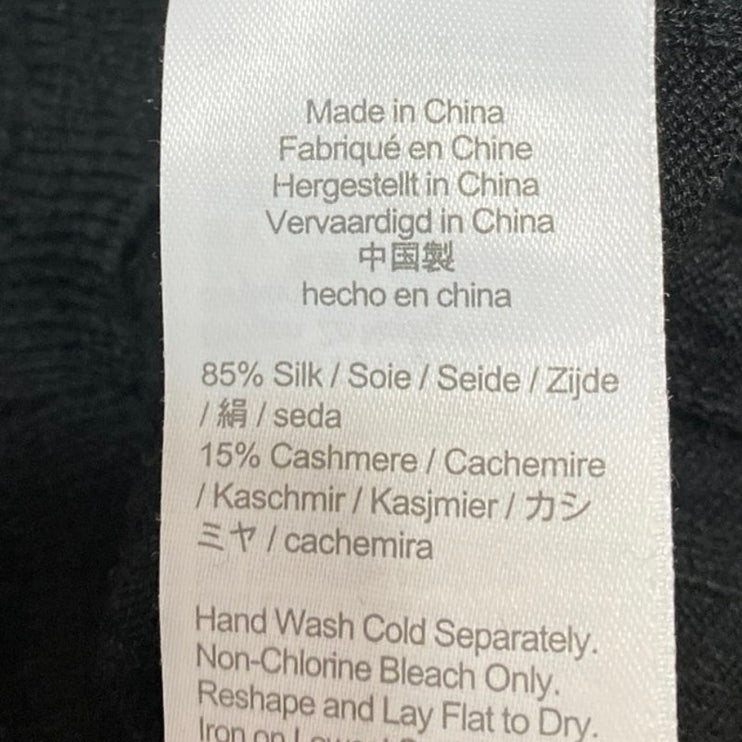 Made in China
Fabriqué en Chine
Hergestellt in China
Vervaardigd in China
中国製
hecho en china
85% Silk / Soie / Seide / Zijde
/ 絹 / seda
15% Cashmere / Cachemire
/ Kaschmir / Kasjmier / カシ
ミヤ / cachemira
Hand Wash Cold Separately.
Non-Chlorine Bleach Only.
Reshape and Lay Flat to Dry.
Iron on